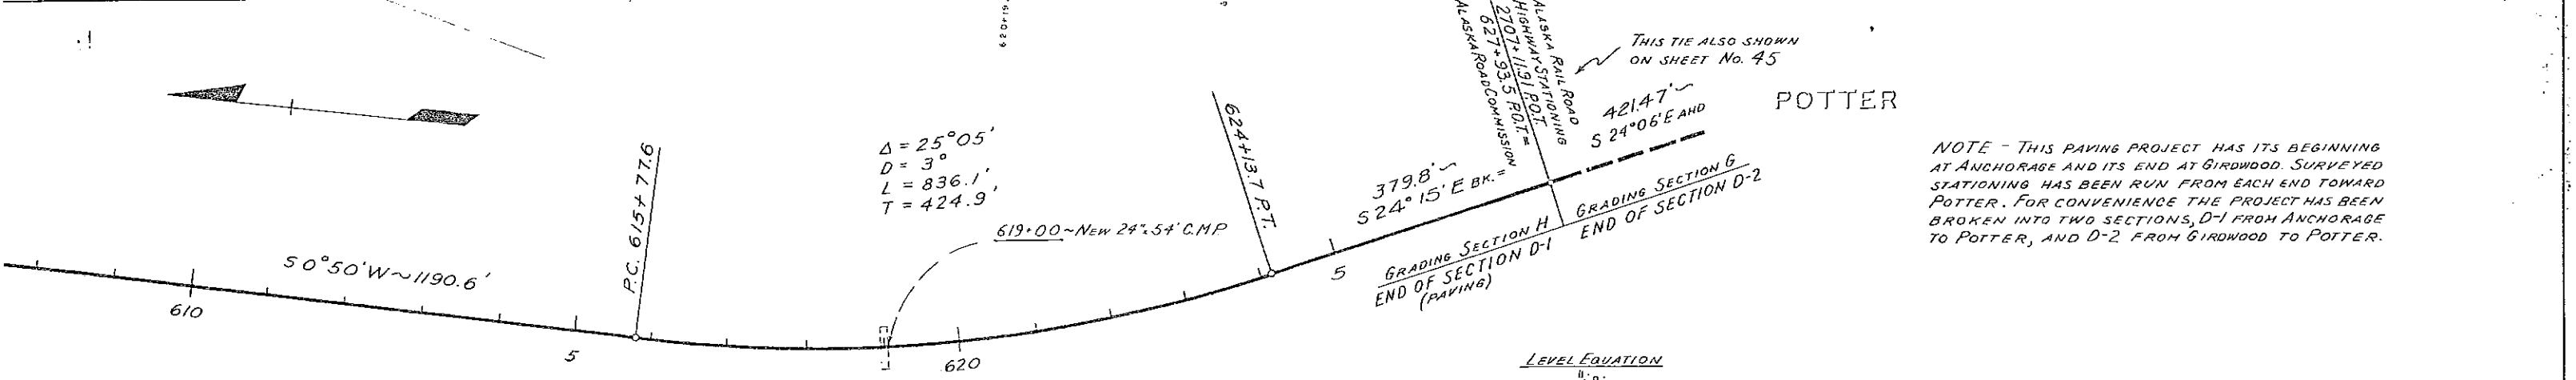 620+19
ALASKA RAIL ROAD
HIGHWAY STATIONING
2707+11.91 P.O.T.
627+93.5 P.O.T.=
ALASKA ROAD COMMISSION
THIS TIE ALSO SHOWN
ON SHEET No. 45
POTTER
421.47'~
S 24°06'E AHD
379.8'~
S 24°15'E BK.=
624+13.7 P.T.
Δ = 25°05'
D = 3°
L = 836.1'
T = 424.9'
P.C. 615+77.6
619+00~NEW 24"x54' C.M.P.
S 0°50'W~1190.6'
610
5
620
5
GRADING SECTION H
END OF SECTION D-1
(PAVING)
GRADING SECTION G
END OF SECTION D-2
NOTE - THIS PAVING PROJECT HAS ITS BEGINNING
AT ANCHORAGE AND ITS END AT GIRDWOOD. SURVEYED
STATIONING HAS BEEN RUN FROM EACH END TOWARD
POTTER. FOR CONVENIENCE THE PROJECT HAS BEEN
BROKEN INTO TWO SECTIONS, D-1 FROM ANCHORAGE
TO POTTER, AND D-2 FROM GIRDWOOD TO POTTER.
LEVEL EQUATION